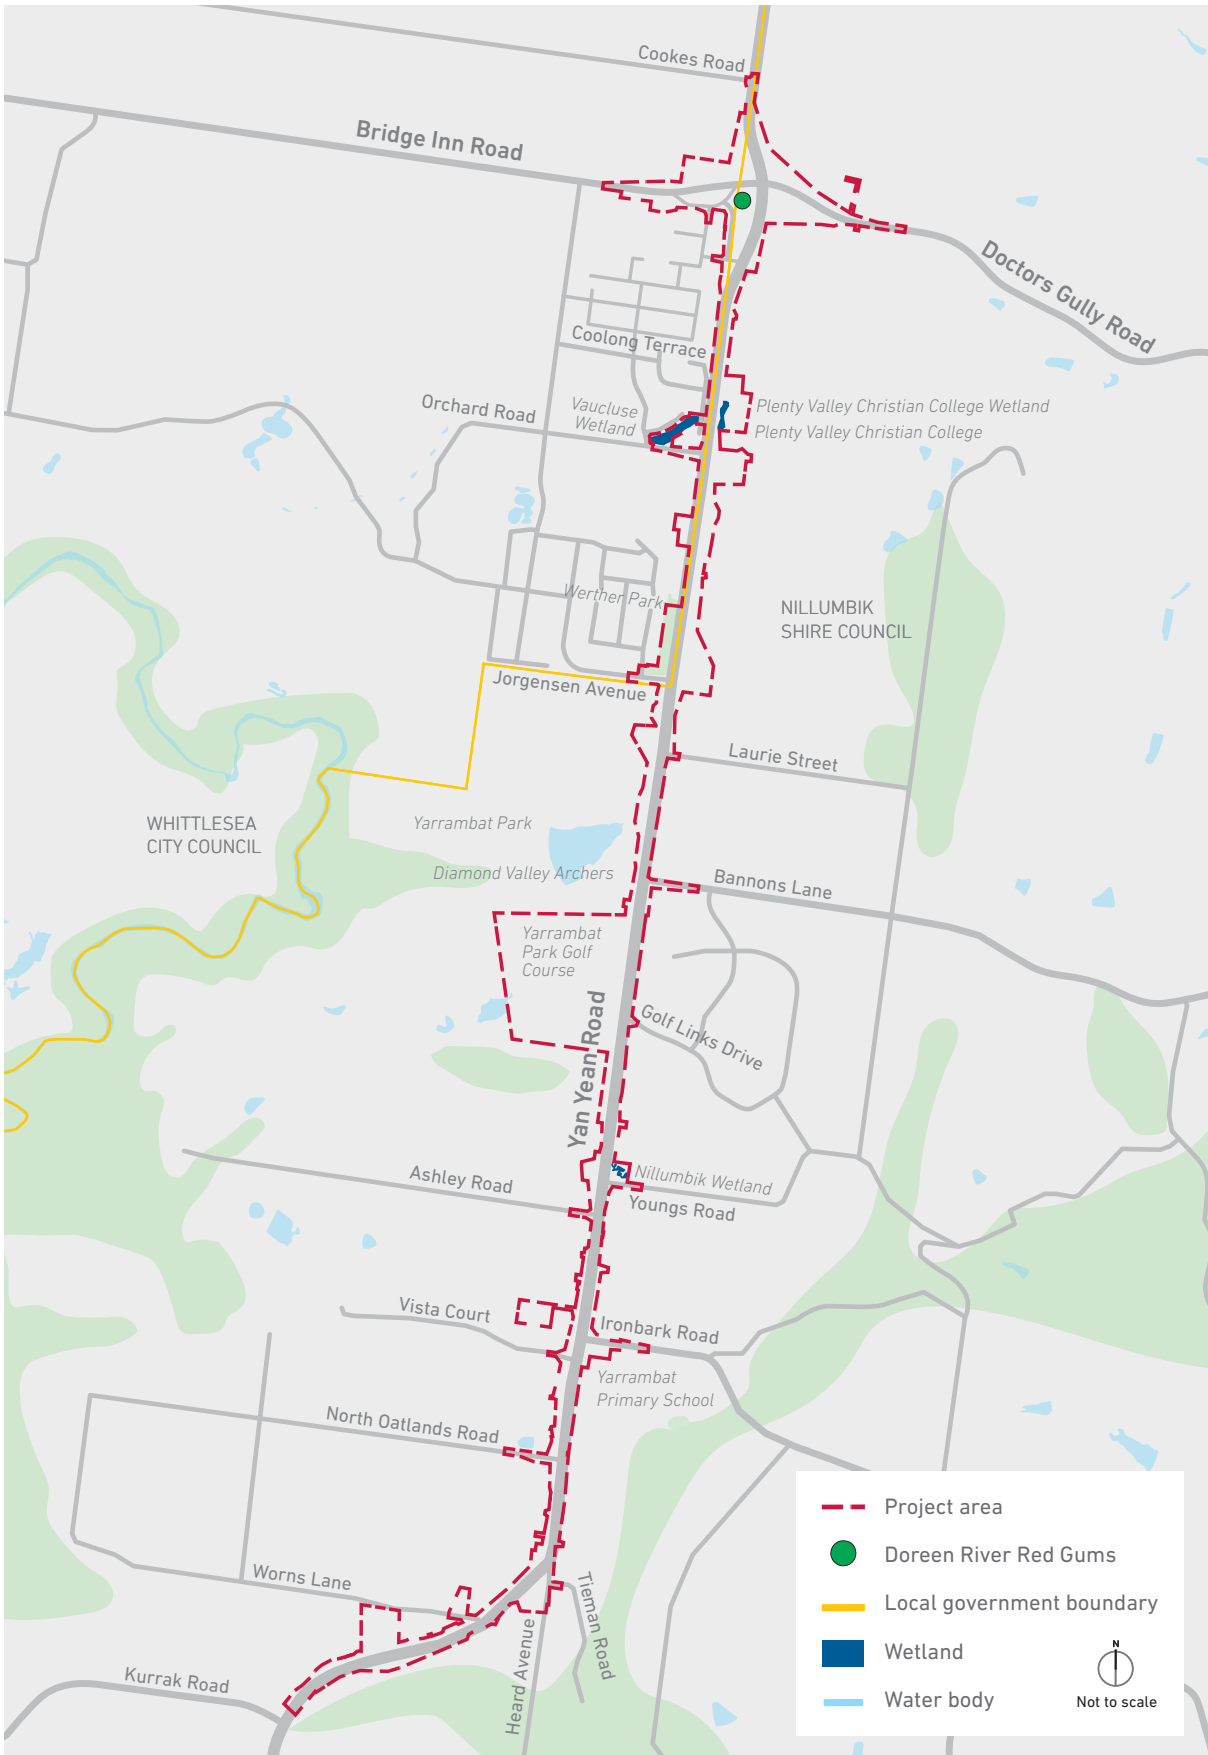 Cookes Road
Bridge Inn Road
Doctors Gully Road
Coolong Terrace
Orchard Road
Vaucluse
Wetland
Plenty Valley Christian College Wetland
Plenty Valley Christian College
Werther Park
NILLUMBIK
SHIRE COUNCIL
Jorgensen Avenue
Laurie Street
WHITTLESEA
CITY COUNCIL
Yarrambat Park
Diamond Valley Archers
Bannons Lane
Yarrambat
Park Golf
Course
Yan Yean Road
Golf Links Drive
Ashley Road
Nillumbik Wetland
Youngs Road
Vista Court
Ironbark Road
Yarrambat
Primary School
North Oatlands Road
Worns Lane
Tieman Road
Heard Avenue
Kurrak Road
Project area
Doreen River Red Gums
Local government boundary
Wetland
Water body
N
Not to scale